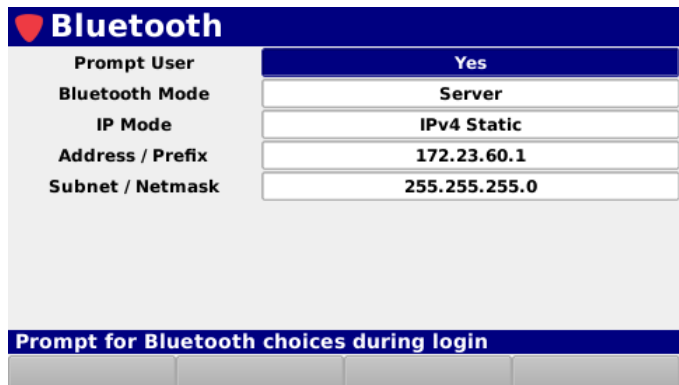 Bluetooth
Prompt User Yes
Bluetooth Mode Server
IP Mode IPv4 Static
Address / Prefix 172.23.60.1
Subnet / Netmask 255.255.255.0
Prompt for Bluetooth choices during login